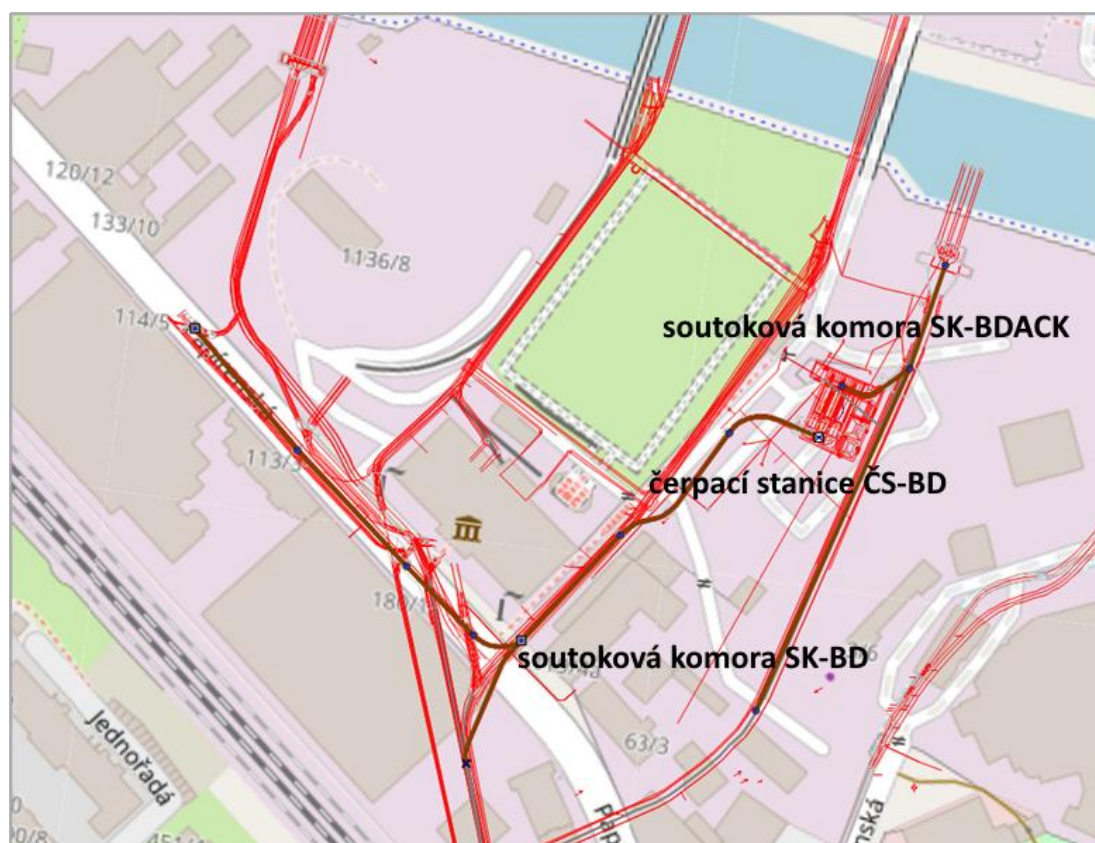 120/12
133/10
1136/8
114/5
soutoková komora SK-BDACK
113/3
čerpací stanice ČS-BD
soutoková komora SK-BD
63/3
Jednořadá